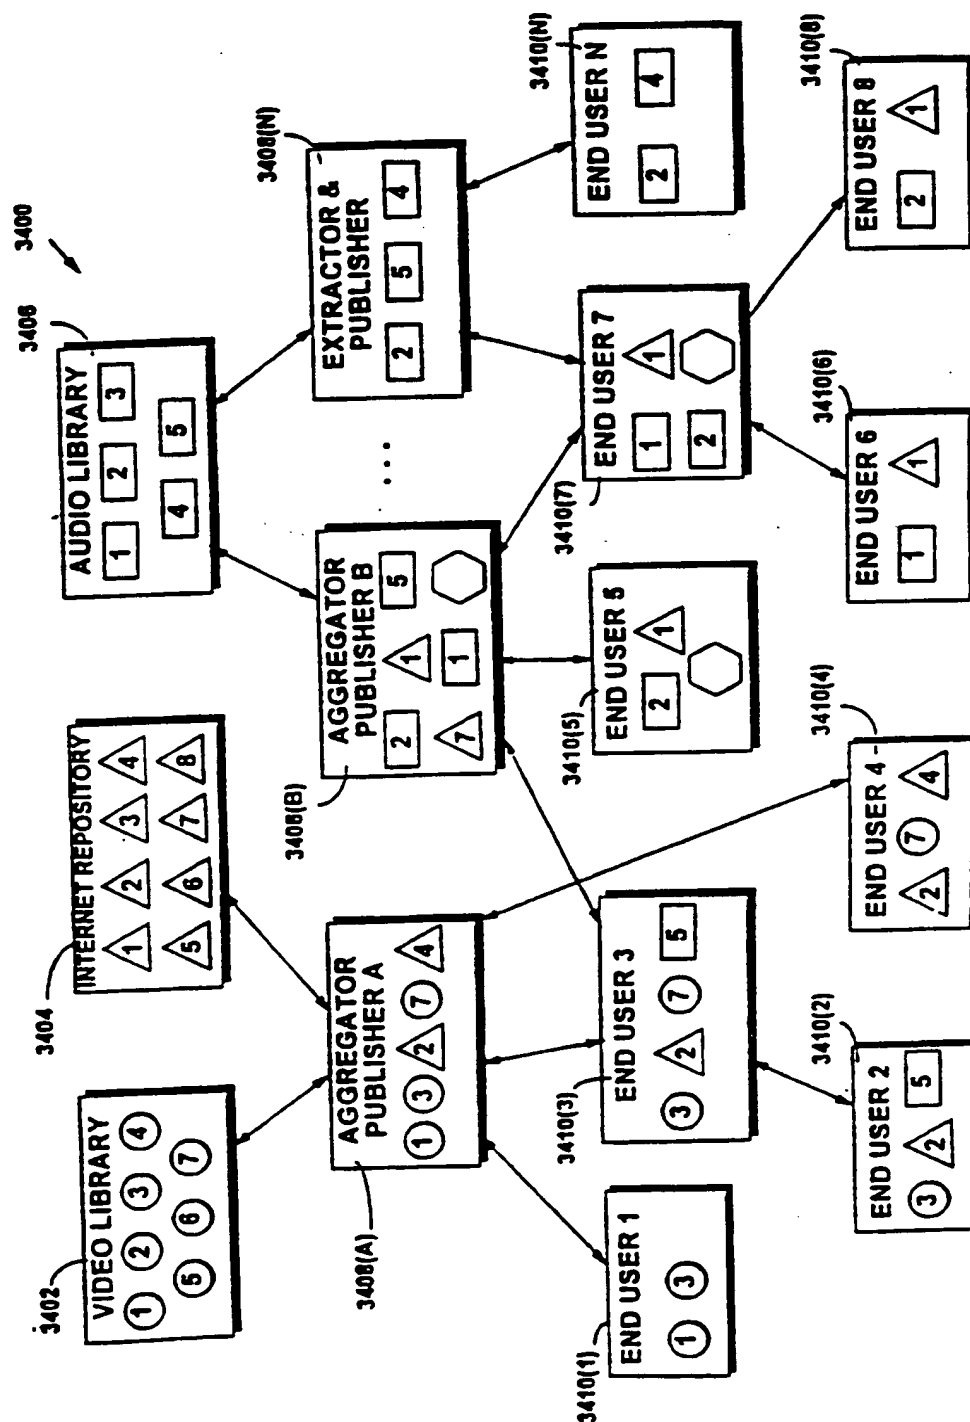 3400
3402
VIDEO LIBRARY
1 2 3 4
5 6 7
3404
INTERNET REPOSITORY
1 2 3 4
5 6 7 8
3406
AUDIO LIBRARY
1 2 3
4 5
3408(A)
AGGREGATOR
PUBLISHER A
1 3 2 7 4
3408(B)
AGGREGATOR
PUBLISHER B
2 1 5
7 1
...
3408(N)
EXTRACTOR &
PUBLISHER
2 5 4
3410(1)
END USER 1
1 3
3410(3)
END USER 3
3 2 7 5
3410(5)
END USER 5
2 1
3410(7)
END USER 7
1 1
2
3410(N)
END USER N
2 4
3410(2)
END USER 2
3 2 5
3410(4)
END USER 4
2 7 4
3410(6)
END USER 6
1 1
3410(8)
END USER 8
2 1